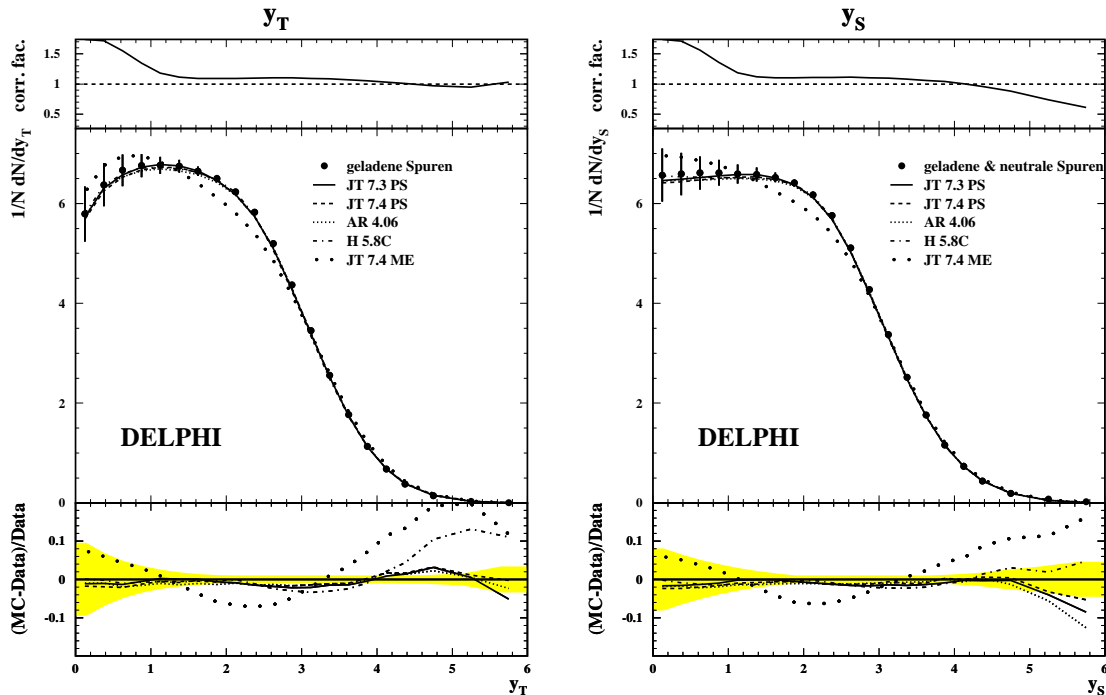 y_T
corr. fac.
1.5
1
0.5
1/N dN/dy_T
6
4
2
0
geladene Spuren
JT 7.3 PS
JT 7.4 PS
AR 4.06
H 5.8C
JT 7.4 ME
DELPHI
(MC-Data)/Data
0.1
0
-0.1
0 1 2 3 4 5 6
y_T
y_S
corr. fac.
1.5
1
0.5
1/N dN/dy_S
6
4
2
0
geladene & neutrale Spuren
JT 7.3 PS
JT 7.4 PS
AR 4.06
H 5.8C
JT 7.4 ME
DELPHI
(MC-Data)/Data
0.1
0
-0.1
0 1 2 3 4 5 6
y_S